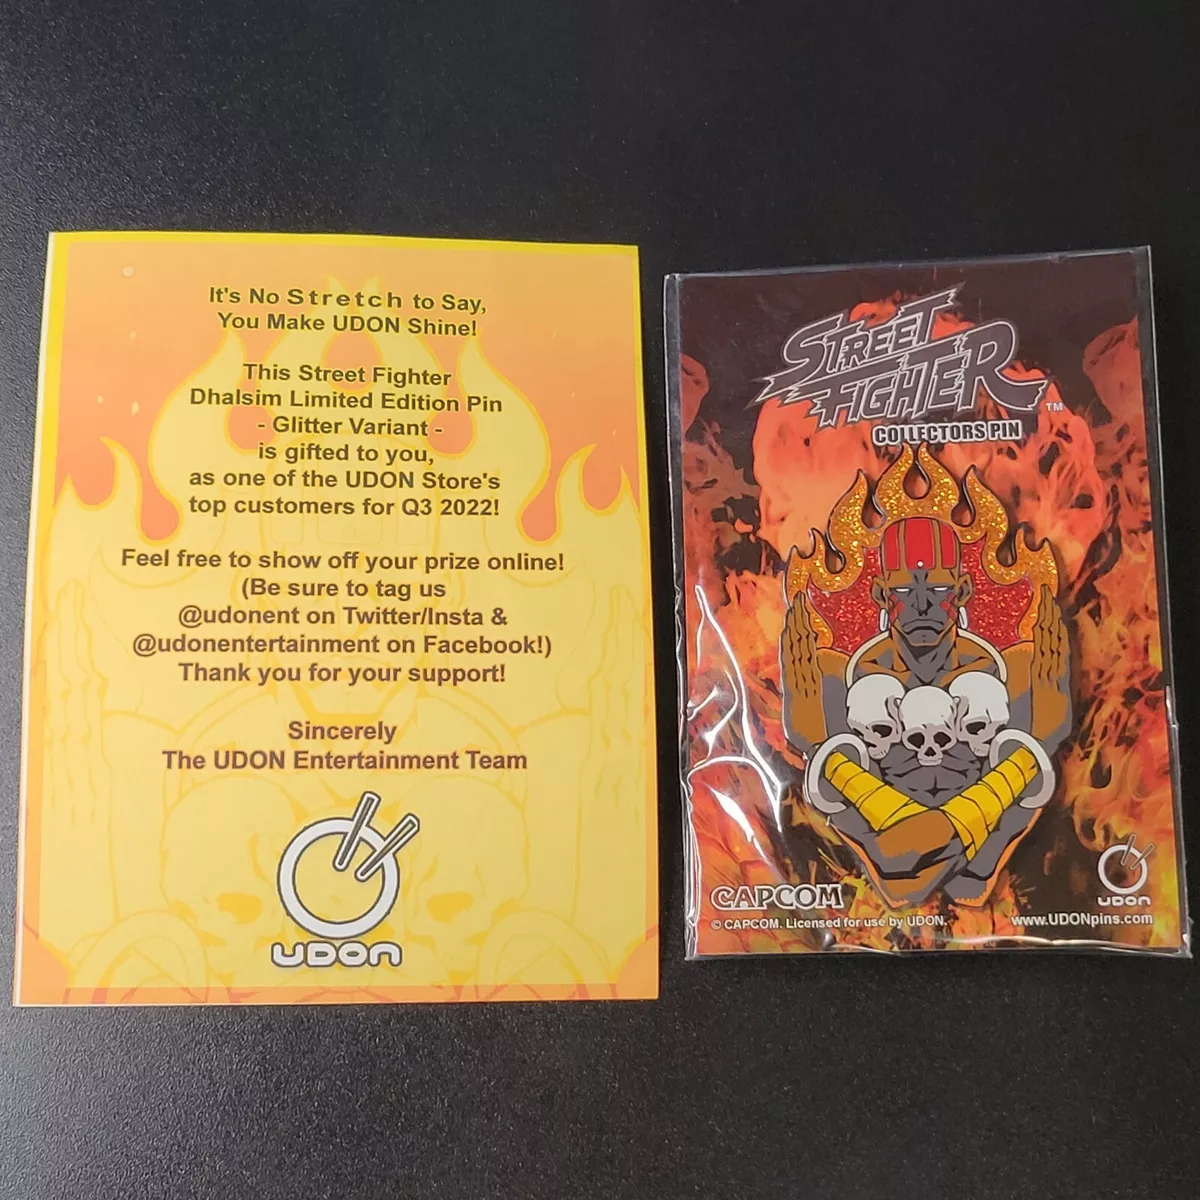 It's No Stretch to Say,
You Make UDON Shine!
This Street Fighter
Dhalsim Limited Edition Pin
- Glitter Variant -
is gifted to you,
as one of the UDON Store's
top customers for Q3 2022!
Feel free to show off your prize online!
(Be sure to tag us
@udonent on Twitter/Insta &
@udonentertainment on Facebook!)
Thank you for your support!
Sincerely
The UDON Entertainment Team
UDON
STREET
FIGHTER
TM
COLLECTORS PIN
CAPCOM
© CAPCOM. Licensed for use by UDON.
UDON
www.UDONpins.com